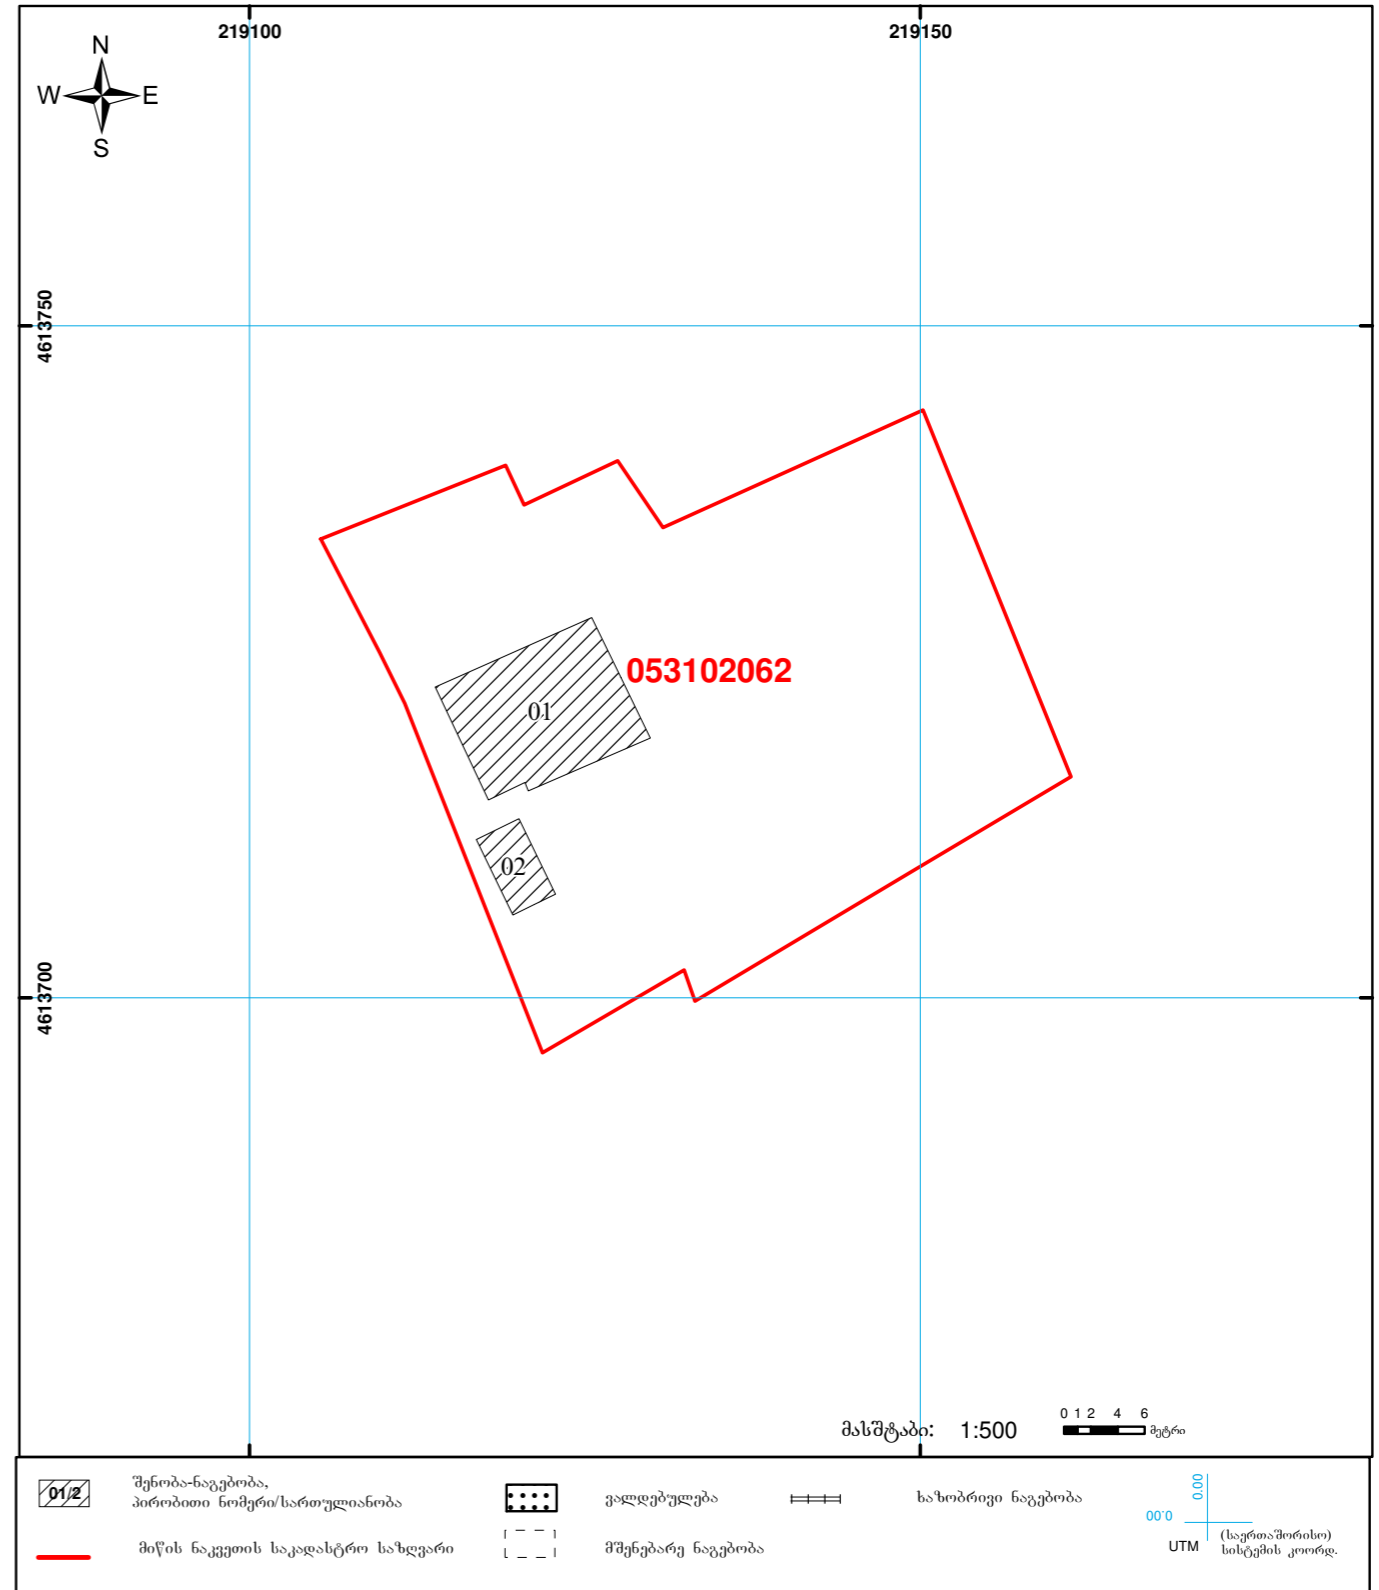 219100 219150
N
W E
S
4613750
053102062
01
02
4613700
მასშტაბი: 1:500
0 1 2 4 6
მეტრი
01/2
შენობა-ნაგებობა,
პირობითი ნომერი/სართულიანობა
ვალდებულება
ხაზობრივი ნაგებობა
მიწის ნაკვეთის საკადასტრო საზღვარი
მშენებარე ნაგებობა
0.00
0.00
UTM
(საერთაშორისო)
სისტემის კოორდ.